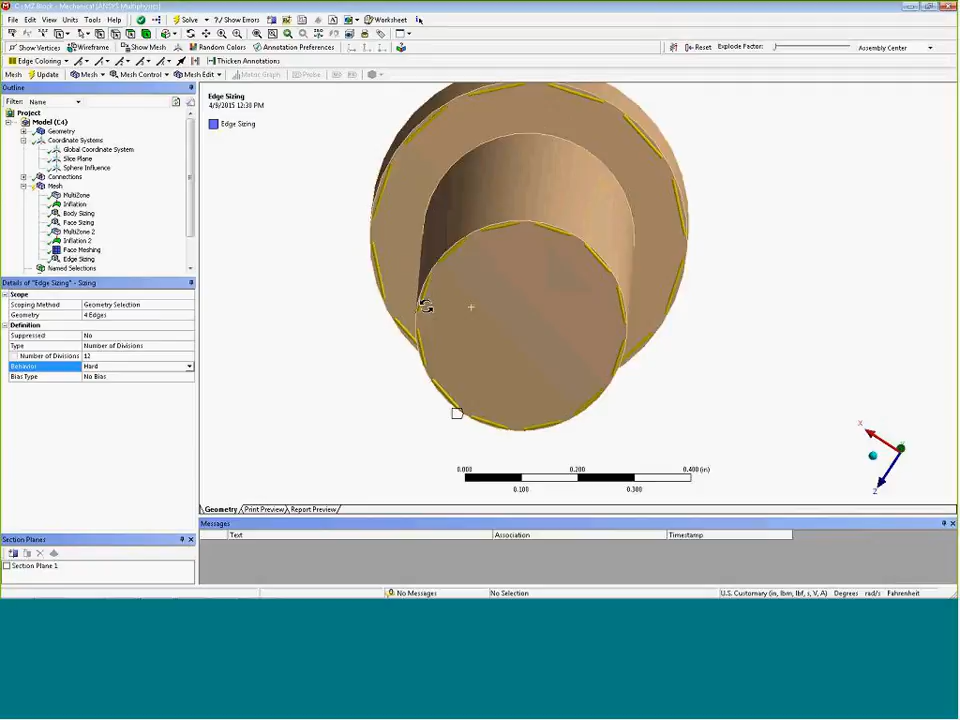 C : MZ Block - Mechanical [ANSYS Multiphysics]
File Edit View Units Tools Help Solve ?/ Show Errors Worksheet
Show Vertices Wireframe Show Mesh Random Colors Annotation Preferences Reset Explode Factor: Assembly Center
Edge Coloring Thicken Annotations
Mesh Update Mesh Mesh Control Mesh Edit Metric Graph Probe
Outline
Filter: Name
Project
Model (C4)
Geometry
Coordinate Systems
Global Coordinate System
Slice Plane
Sphere Influence
Connections
Mesh
MultiZone
Inflation
Body Sizing
Face Sizing
MultiZone 2
Inflation 2
Face Meshing
Edge Sizing
Named Selections
Details of "Edge Sizing" - Sizing
Scope
Scoping Method Geometry Selection
Geometry 4 Edges
Definition
Suppressed No
Type Number of Divisions
Number of Divisions 12
Behavior Hard
Bias Type No Bias
Section Planes
Section Plane 1
Edge Sizing
Edge Sizing
0.000 0.200 0.400 (in)
0.100 0.300
X
Z
Geometry Print Preview Report Preview
Messages
Text Association Timestamp
No Messages No Selection U.S. Customary (in, lbm, lbf, s, V, A) Degrees rad/s Fahrenheit